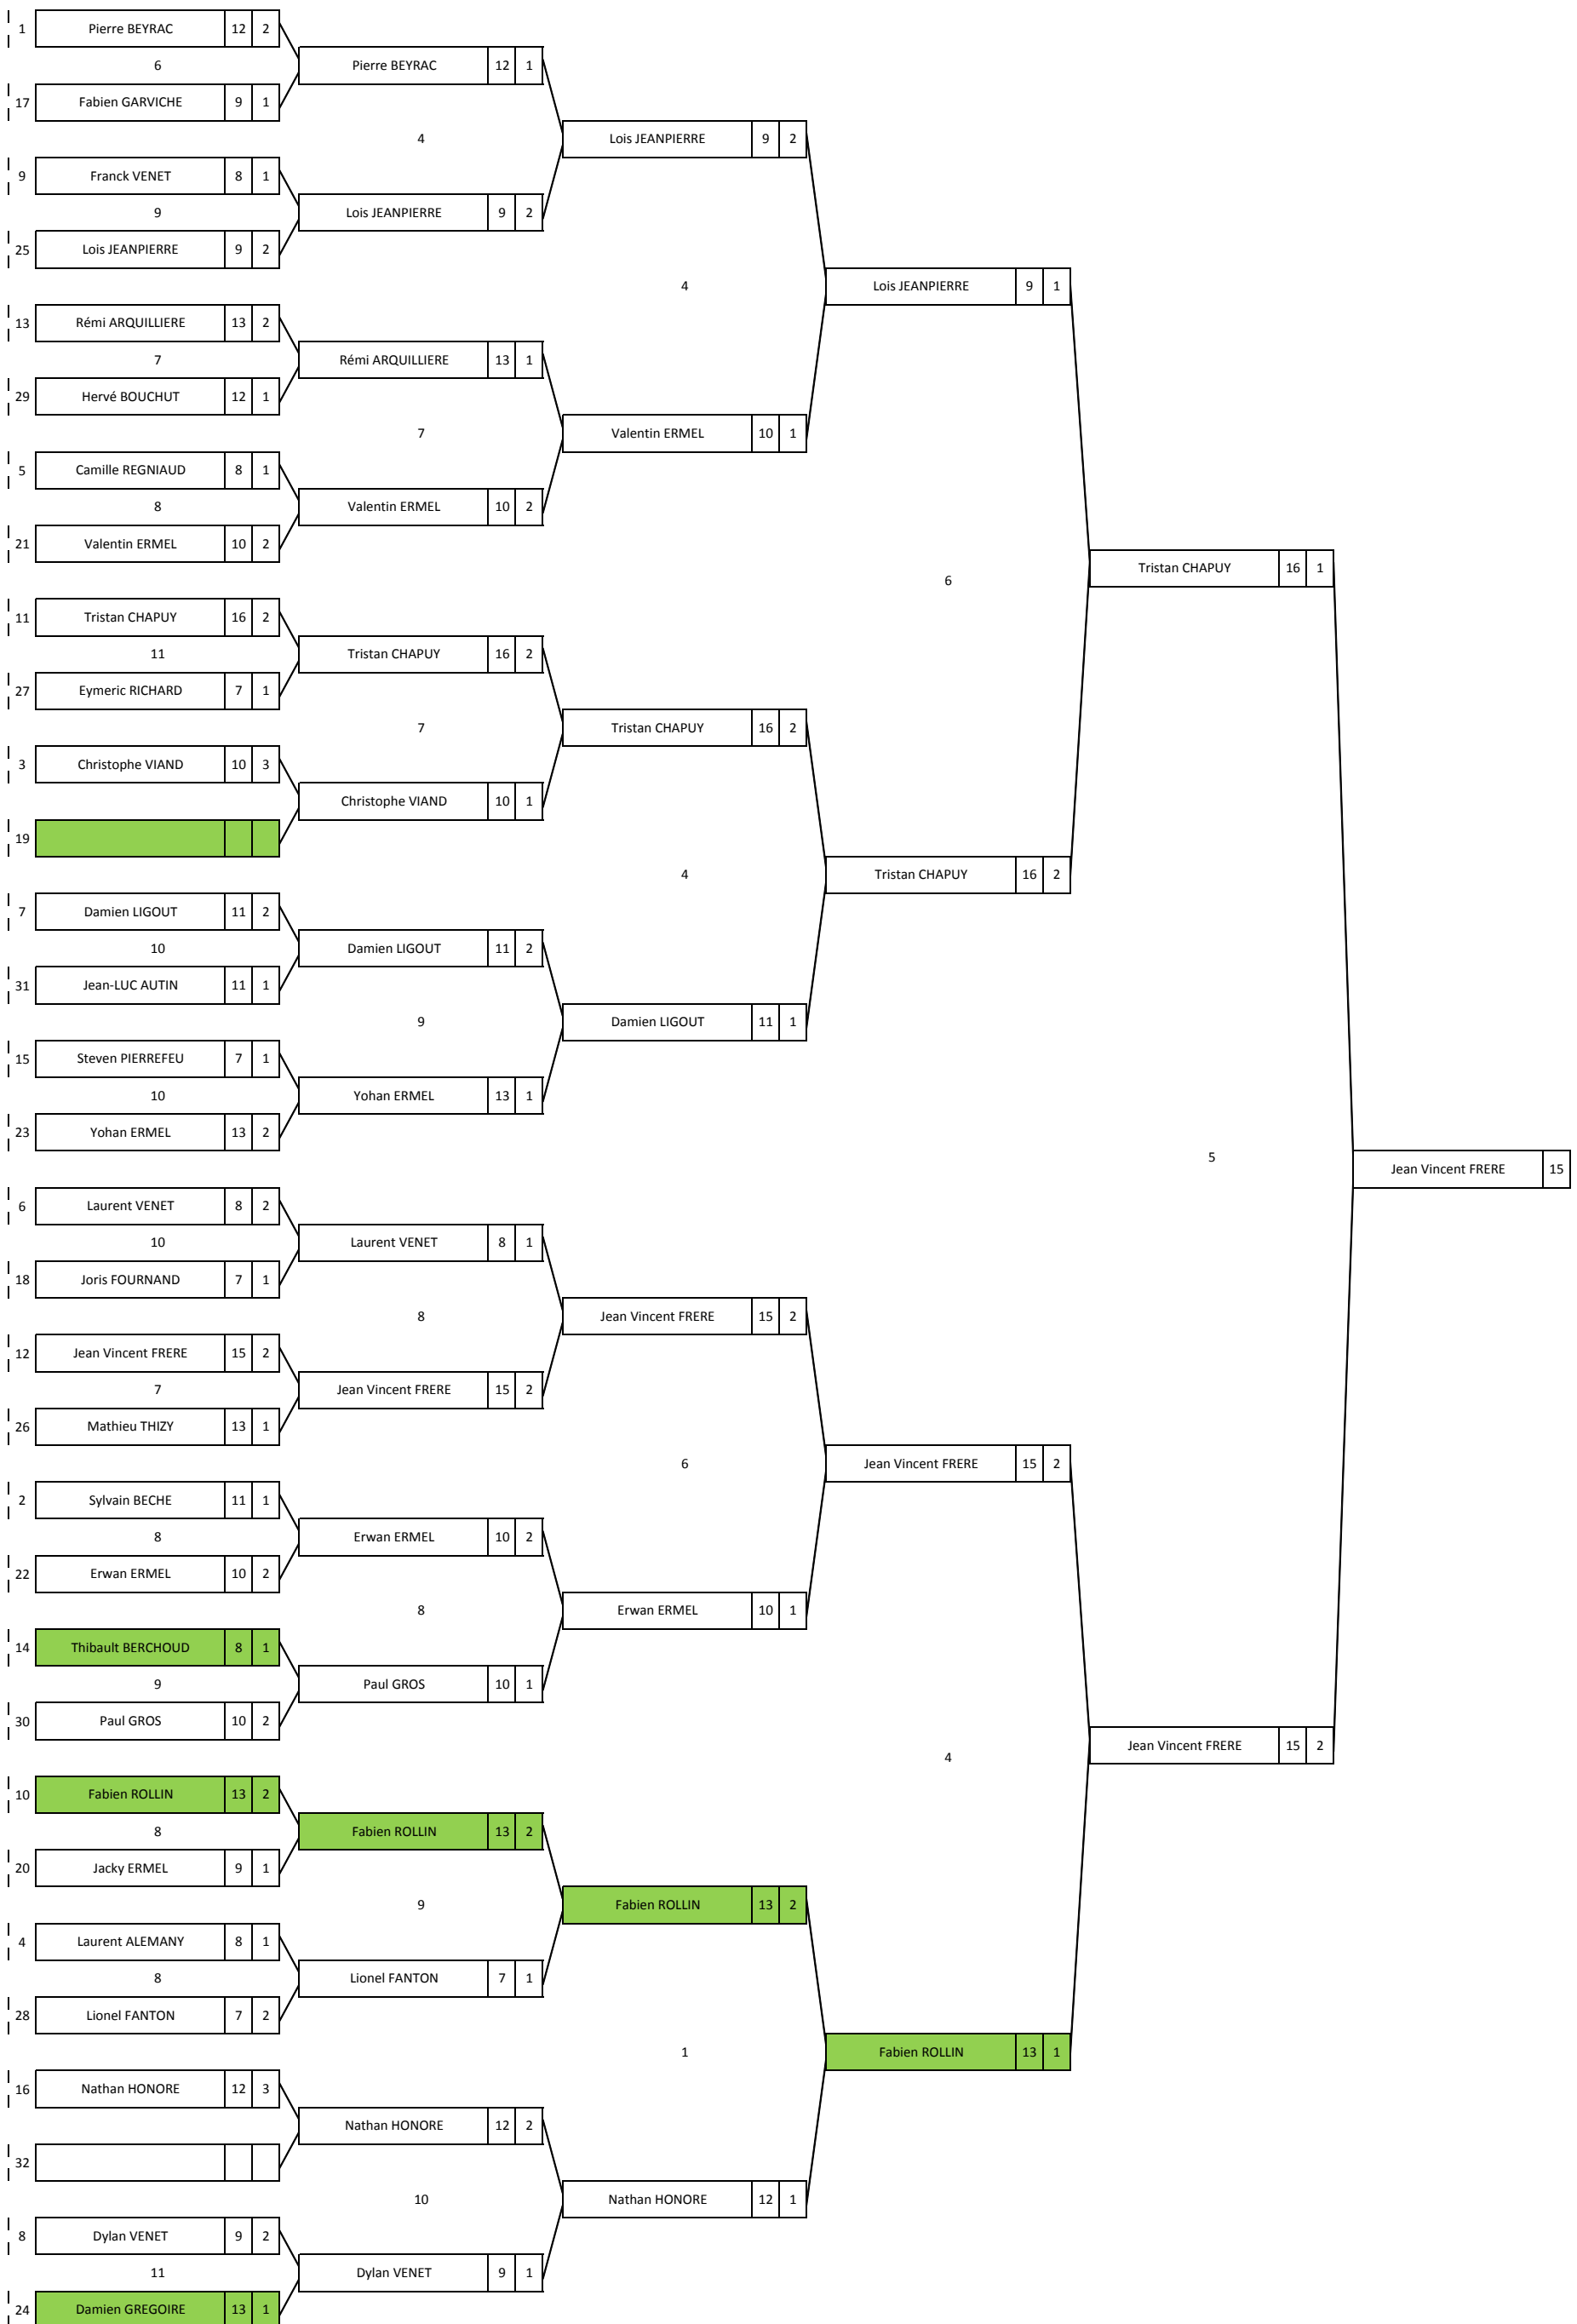 1 Pierre BEYRAC 12 2
6 Pierre BEYRAC 12 1
17 Fabien GARVICHE 9 1
4 Lois JEANPIERRE 9 2
9 Franck VENET 8 1
9 Lois JEANPIERRE 9 2
25 Lois JEANPIERRE 9 2
4 Lois JEANPIERRE 9 1
13 Rémi ARQUILLIERE 13 2
7 Rémi ARQUILLIERE 13 1
29 Hervé BOUCHUT 12 1
7 Valentin ERMEL 10 1
5 Camille REGNIAUD 8 1
8 Valentin ERMEL 10 2
21 Valentin ERMEL 10 2
6 Tristan CHAPUY 16 1
11 Tristan CHAPUY 16 2
11 Tristan CHAPUY 16 2
27 Eymeric RICHARD 7 1
7 Tristan CHAPUY 16 2
3 Christophe VIAND 10 3
Christophe VIAND 10 1
19
4 Tristan CHAPUY 16 2
7 Damien LIGOUT 11 2
10 Damien LIGOUT 11 2
31 Jean-LUC AUTIN 11 1
9 Damien LIGOUT 11 1
15 Steven PIERREFEU 7 1
10 Yohan ERMEL 13 1
23 Yohan ERMEL 13 2
5 Jean Vincent FRERE 15
6 Laurent VENET 8 2
10 Laurent VENET 8 1
18 Joris FOURNAND 7 1
8 Jean Vincent FRERE 15 2
12 Jean Vincent FRERE 15 2
7 Jean Vincent FRERE 15 2
26 Mathieu THIZY 13 1
6 Jean Vincent FRERE 15 2
2 Sylvain BECHE 11 1
8 Erwan ERMEL 10 2
22 Erwan ERMEL 10 2
8 Erwan ERMEL 10 1
14 Thibault BERCHOUD 8 1
9 Paul GROS 10 1
30 Paul GROS 10 2
4 Jean Vincent FRERE 15 2
10 Fabien ROLLIN 13 2
8 Fabien ROLLIN 13 2
20 Jacky ERMEL 9 1
9 Fabien ROLLIN 13 2
4 Laurent ALEMANY 8 1
8 Lionel FANTON 7 1
28 Lionel FANTON 7 2
1 Fabien ROLLIN 13 1
16 Nathan HONORE 12 3
Nathan HONORE 12 2
32
10 Nathan HONORE 12 1
8 Dylan VENET 9 2
11 Dylan VENET 9 1
24 Damien GREGOIRE 13 1